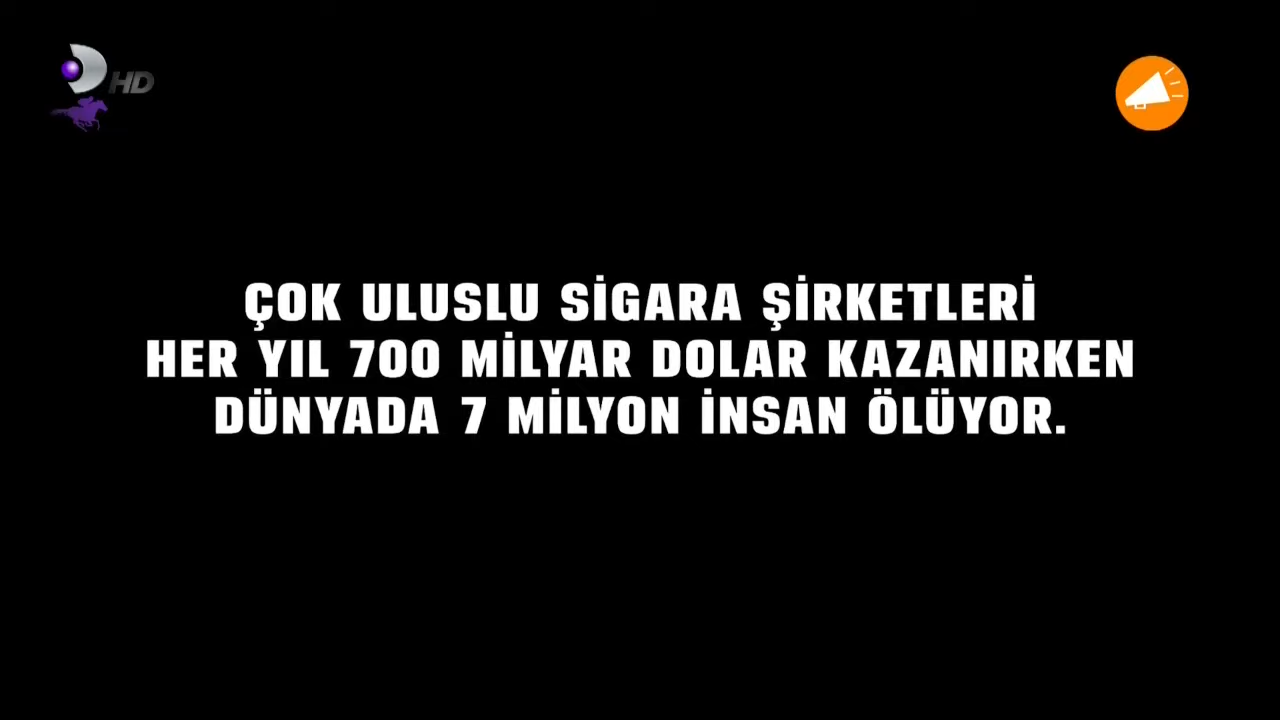 HD
ÇOK ULUSLU SİGARA ŞİRKETLERİ
HER YIL 700 MİLYAR DOLAR KAZANIRKEN
DÜNYADA 7 MİLYON İNSAN ÖLÜYOR.